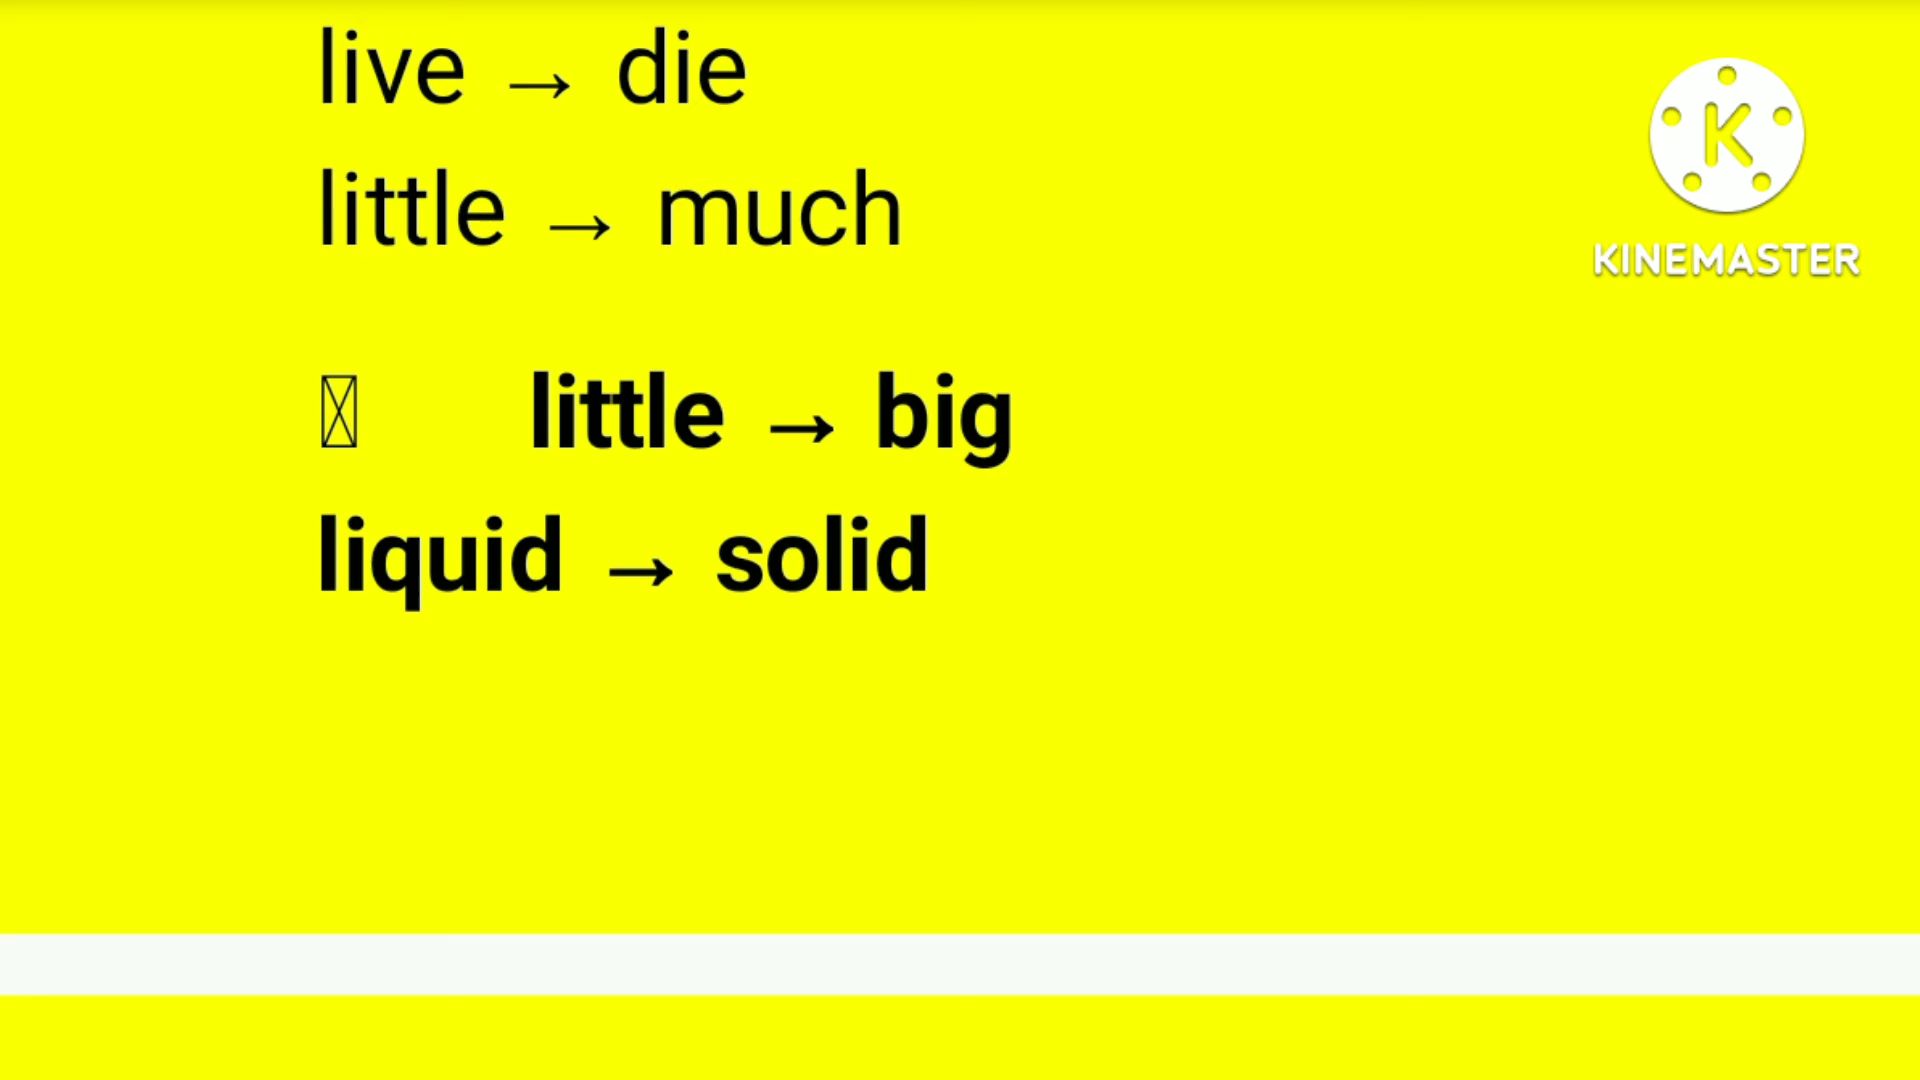 live → die
little → much
little → big
liquid → solid
K
KINEMASTER